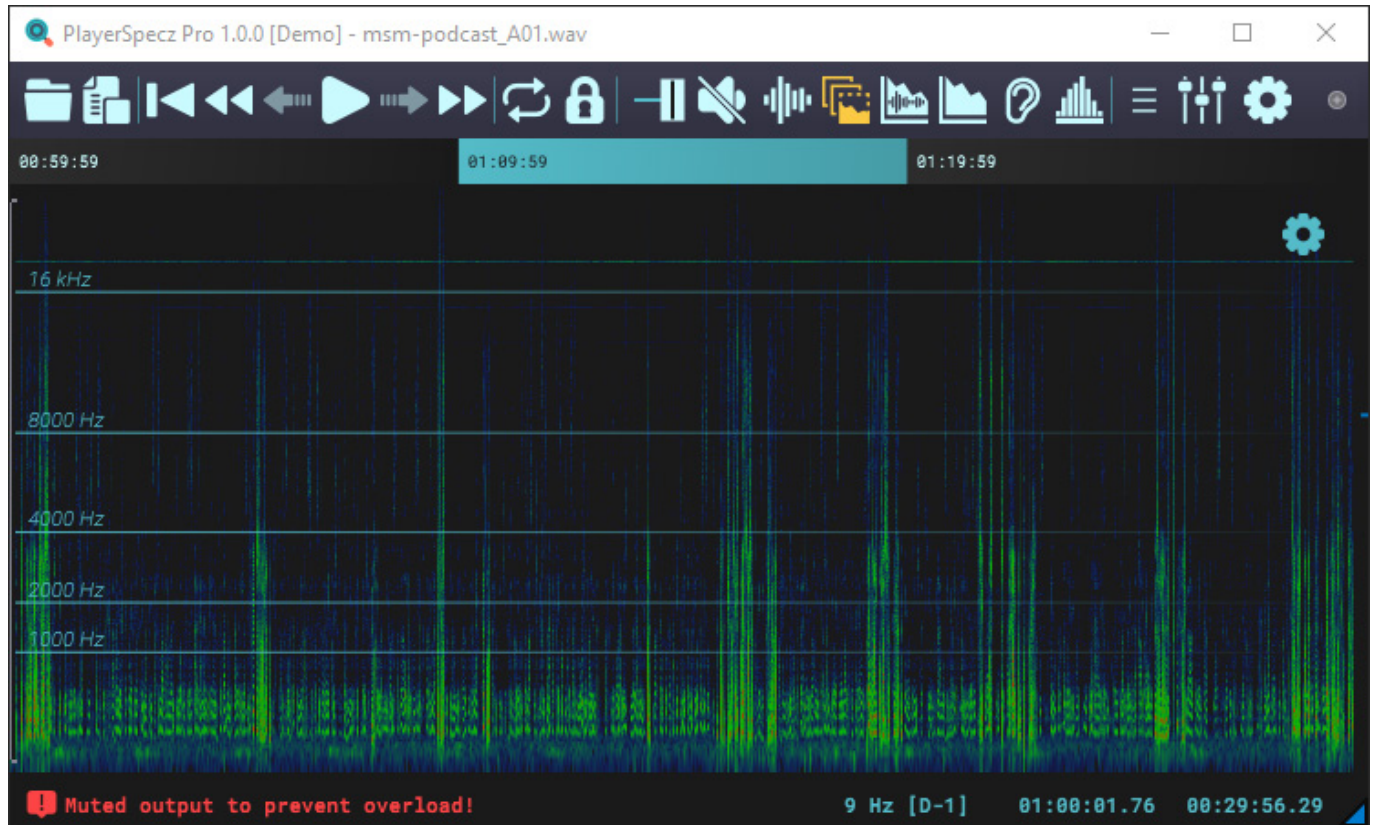 PlayerSpecz Pro 1.0.0 [Demo] - msm-podcast_A01.wav
00:59:59 01:09:59 01:19:59
16 kHz
8000 Hz
4000 Hz
2000 Hz
1000 Hz
Muted output to prevent overload! 9 Hz [D-1] 01:00:01.76 00:29:56.29